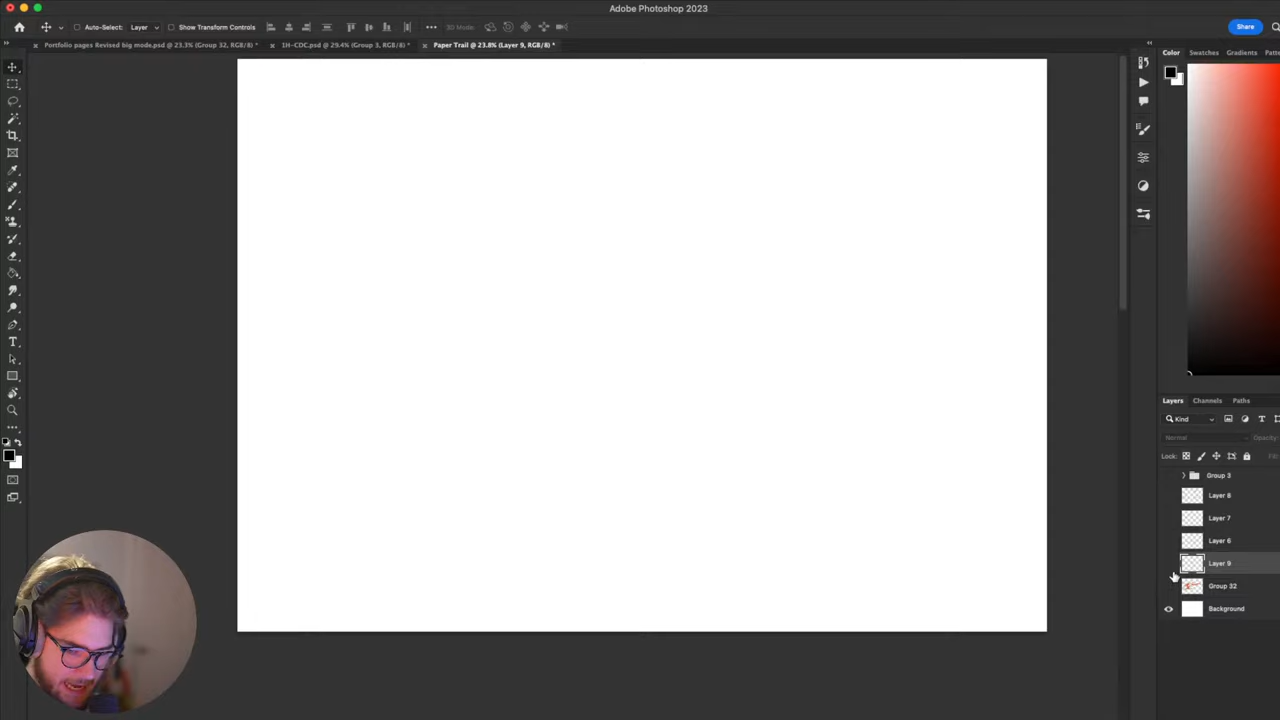 Adobe Photoshop 2023
Auto-Select: Layer Show Transform Controls 3D Mode: Share
Portfolio pages Revised big mode.psd @ 23.3% (Group 32, RGB/8) * 1H-CDC.psd @ 29.4% (Group 3, RGB/8) * Paper Trail @ 23.8% (Layer 9, RGB/8) *
Color Swatches Gradients
Layers Channels Paths
Kind
Normal Opacity:
Lock:
Group 3
Layer 8
Layer 7
Layer 6
Layer 9
Group 32
Background